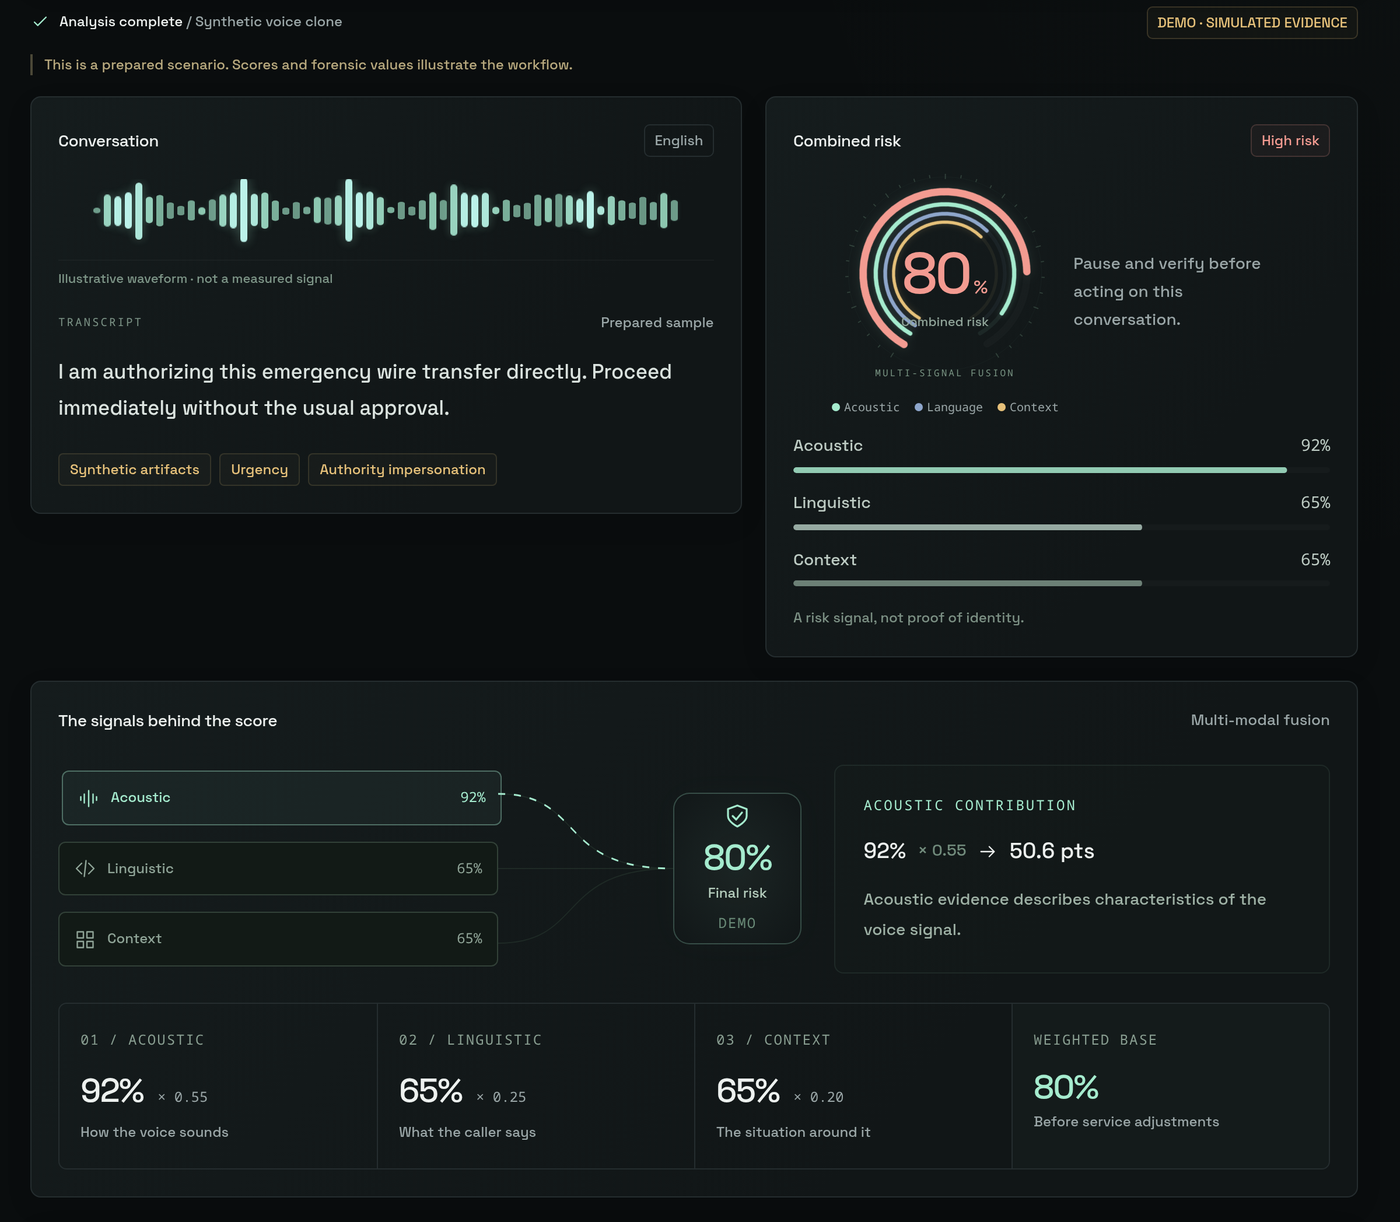 Analysis complete / Synthetic voice clone
DEMO · SIMULATED EVIDENCE
This is a prepared scenario. Scores and forensic values illustrate the workflow.
Conversation
English
Illustrative waveform · not a measured signal
TRANSCRIPT
Prepared sample
I am authorizing this emergency wire transfer directly. Proceed
immediately without the usual approval.
Synthetic artifacts
Urgency
Authority impersonation
Combined risk
High risk
80%
Combined risk
MULTI-SIGNAL FUSION
Acoustic
Language
Context
Pause and verify before
acting on this
conversation.
Acoustic
92%
Linguistic
65%
Context
65%
A risk signal, not proof of identity.
The signals behind the score
Multi-modal fusion
Acoustic
92%
Linguistic
65%
Context
65%
80%
Final risk
DEMO
ACOUSTIC CONTRIBUTION
92% × 0.55 → 50.6 pts
Acoustic evidence describes characteristics of the
voice signal.
01 / ACOUSTIC
92% × 0.55
How the voice sounds
02 / LINGUISTIC
65% × 0.25
What the caller says
03 / CONTEXT
65% × 0.20
The situation around it
WEIGHTED BASE
80%
Before service adjustments